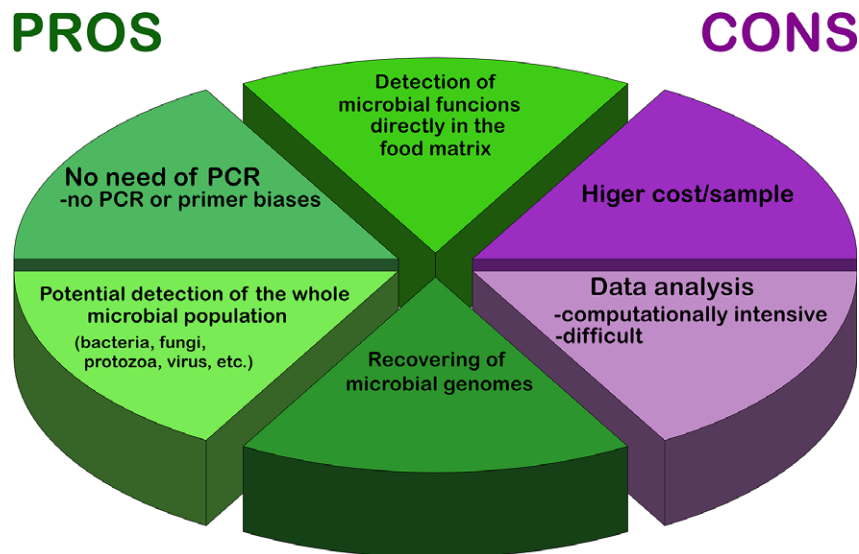 PROS
CONS
Detection of
microbial funcions
directly in the
food matrix
No need of PCR
-no PCR or primer biases
Higer cost/sample
Potential detection of the whole
microbial population
(bacteria, fungi,
protozoa, virus, etc.)
Data analysis
-computationally intensive
-difficult
Recovering of
microbial genomes